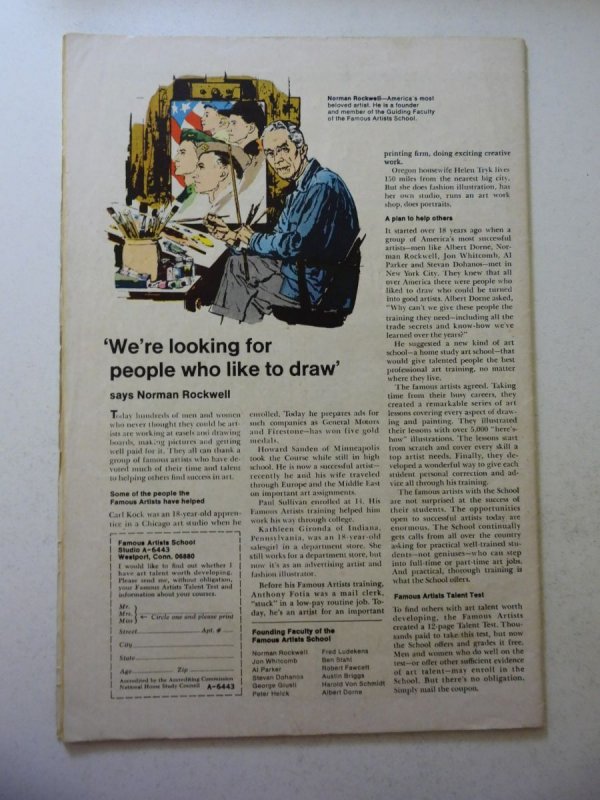 Norman Rockwell—America's most
beloved artist. He is a founder
and member of the Guiding Faculty
of the Famous Artists School.
'We're looking for
people who like to draw'
says Norman Rockwell
Today hundreds of men and women
who never thought they could be art-
ists are working at easels and drawing
boards, making pictures and getting
well paid for it. They all can thank a
group of famous artists who have de-
voted much of their time and talent
to helping others find success in art.
Some of the people the
Famous Artists have helped
Carl Kock was an 18-year-old appren-
tice in a Chicago art studio when he
enrolled. Today he prepares ads for
such companies as General Motors
and Firestone—has won five gold
medals.
Howard Sanden of Minneapolis
took the Course while still in high
school. He is now a successful artist—
recently he and his wife traveled
through Europe and the Middle East
on important art assignments.
Paul Sullivan enrolled at 14. His
Famous Artists training helped him
work his way through college.
Kathleen Gironda of Indiana,
Pennsylvania, was an 18-year-old
salesgirl in a department store. She
still works for a department store, but
now it's as an advertising artist and
fashion illustrator.
Before his Famous Artists training,
Anthony Fotia was a mail clerk,
"stuck" in a low-pay routine job. To-
day, he's an artist for an important
printing firm, doing exciting creative
work.
Oregon housewife Helen Tryk lives
150 miles from the nearest big city.
But she does fashion illustration, has
her own studio, runs an art work
shop, does portraits.
A plan to help others
It started over 18 years ago when a
group of America's most successful
artists—men like Albert Dorne, Nor-
man Rockwell, Jon Whitcomb, Al
Parker and Stevan Dohanos—met in
New York City. They knew that all
over America there were people who
liked to draw who could be turned
into good artists. Albert Dorne asked,
"Why can't we give these people the
training they need—including all the
trade secrets and know-how we've
learned over the years?"
He suggested a new kind of art
school—a home study art school—that
would give talented people the best
professional art training, no matter
where they live.
The famous artists agreed. Taking
time from their busy careers, they
created a remarkable series of art
lessons covering every aspect of draw-
ing and painting. They illustrated
their lessons with over 5,000 "here's-
how" illustrations. The lessons start
from scratch and cover every skill a
top artist needs. Finally, they de-
veloped a wonderful way to give each
student personal correction and ad-
vice all through his training.
The famous artists with the School
are not surprised at the success of
their students. The opportunities
open to successful artists today are
enormous. The School continually
gets calls from all over the country
asking for practical well-trained stu-
dents—not geniuses—who can step
into full-time or part-time art jobs.
And practical, thorough training is
what the School offers.
Famous Artists Talent Test
To find others with art talent worth
developing, the Famous Artists
created a 12-page Talent Test. Thou-
sands paid to take this test, but now
the School offers and grades it free.
Men and women who do well on the
test—or offer other sufficient evidence
of art talent—may enroll in the
School. But there's no obligation.
Simply mail the coupon.
Famous Artists School
Studio A-6443
Westport, Conn. 06880
I would like to find out whether I
have art talent worth developing.
Please send me, without obligation,
your Famous Artists Talent Test and
information about your courses.
Mr.
Mrs. ← Circle one and please print
Miss
Street Apt. #
City
State
Age Zip
Accredited by the Accrediting Commission
National Home Study Council A-6443
Founding Faculty of the
Famous Artists School
Norman Rockwell
Jon Whitcomb
Al Parker
Stevan Dohanos
George Giusti
Peter Helck
Fred Ludekens
Ben Stahl
Robert Fawcett
Austin Briggs
Harold Von Schmidt
Albert Dorne